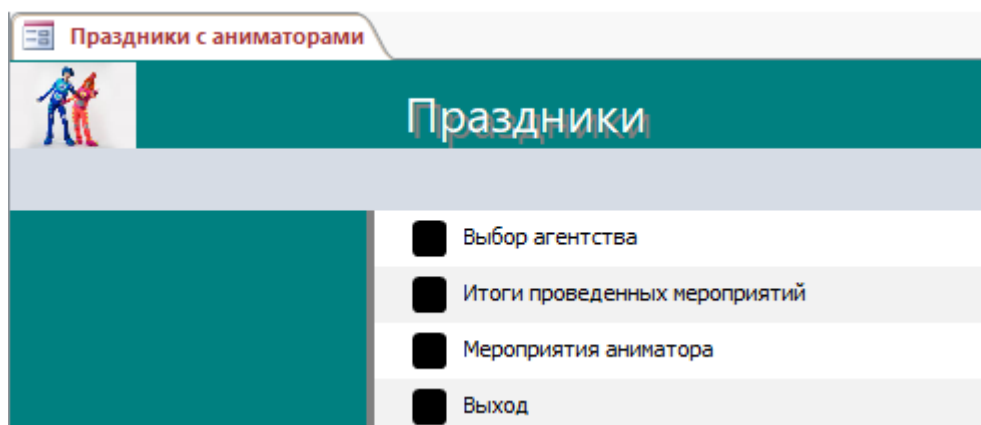 Праздники с аниматорами
Праздники
Выбор агентства
Итоги проведенных мероприятий
Мероприятия аниматора
Выход